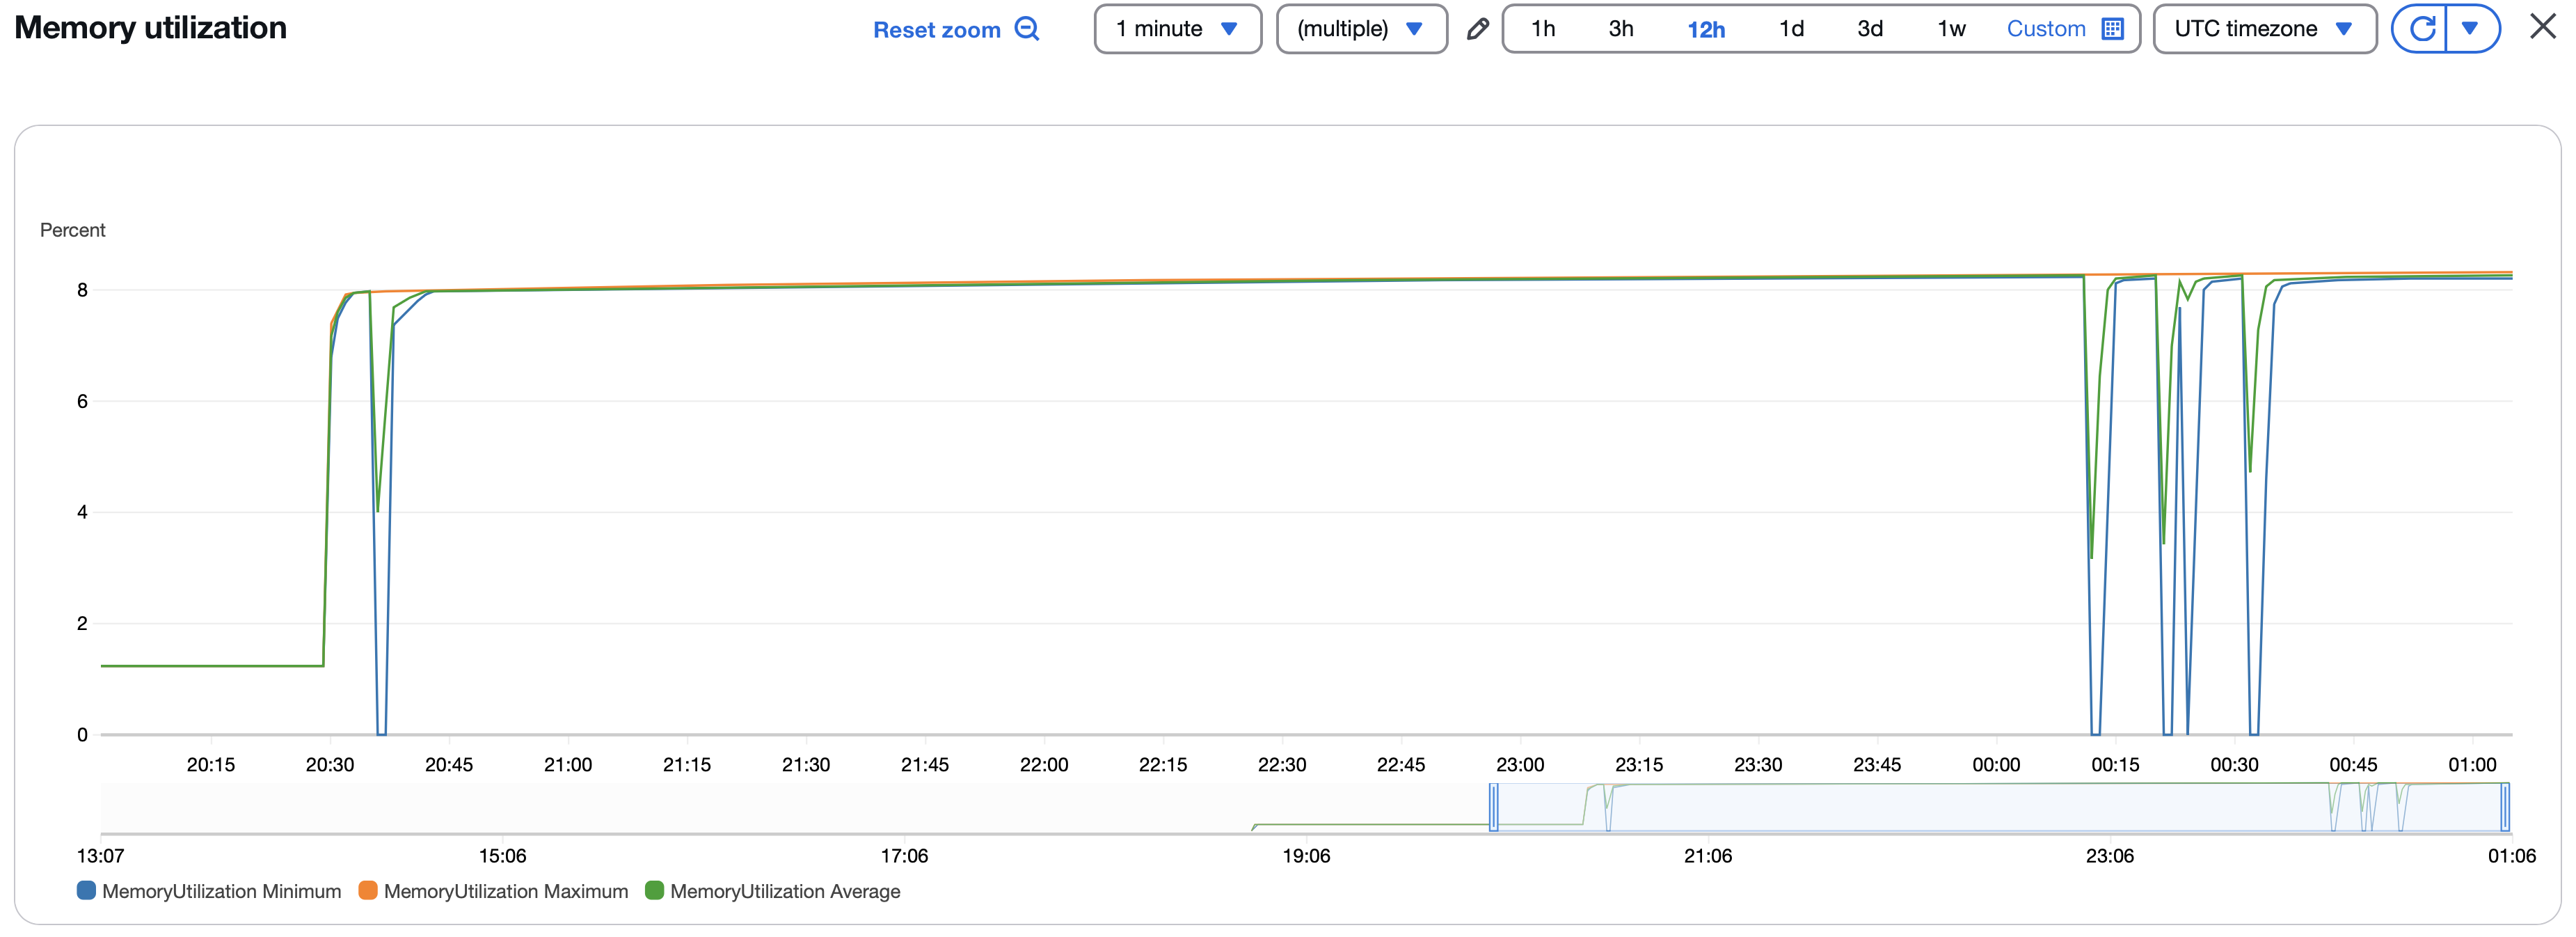 Memory utilization Reset zoom 1 minute (multiple) 1h 3h 12h 1d 3d 1w Custom UTC timezone
Percent
8
6
4
2
0
20:15 20:30 20:45 21:00 21:15 21:30 21:45 22:00 22:15 22:30 22:45 23:00 23:15 23:30 23:45 00:00 00:15 00:30 00:45 01:00
13:07 15:06 17:06 19:06 21:06 23:06 01:06
MemoryUtilization Minimum MemoryUtilization Maximum MemoryUtilization Average